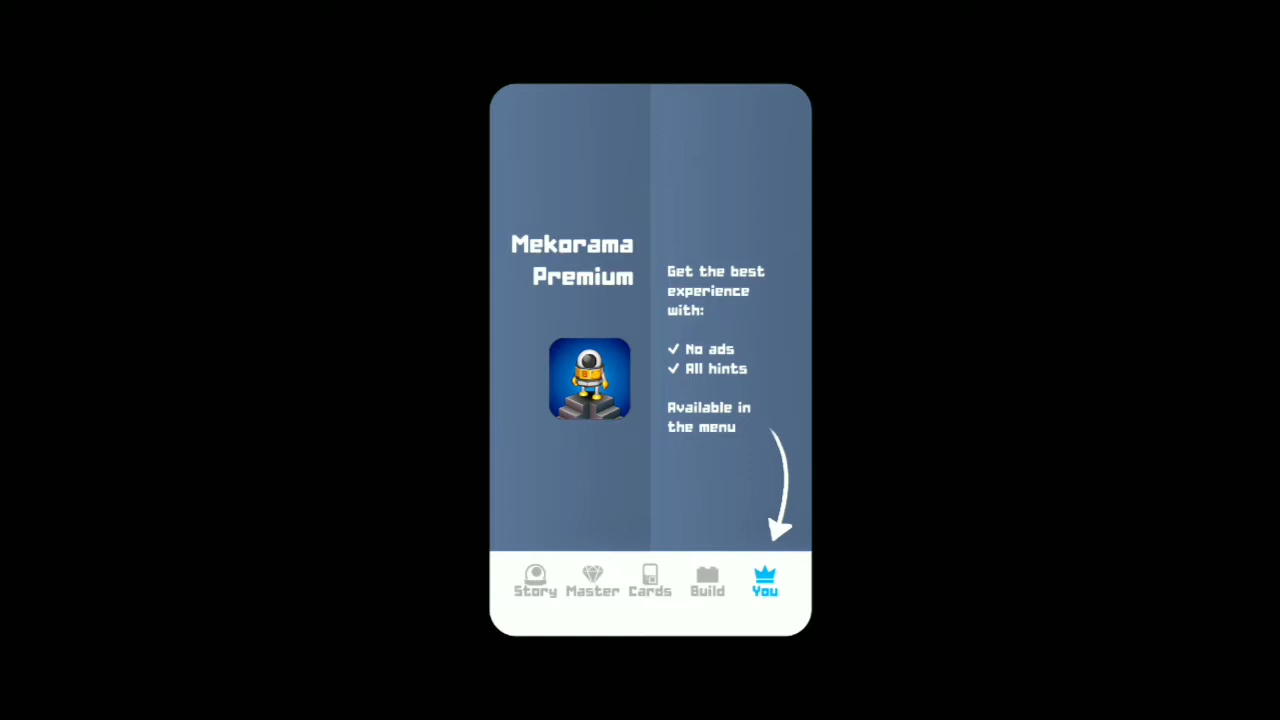 Mekorama
Premium
Get the best
experience
with:
✓ No ads
✓ All hints
Available in
the menu
Story Master Cards Build You